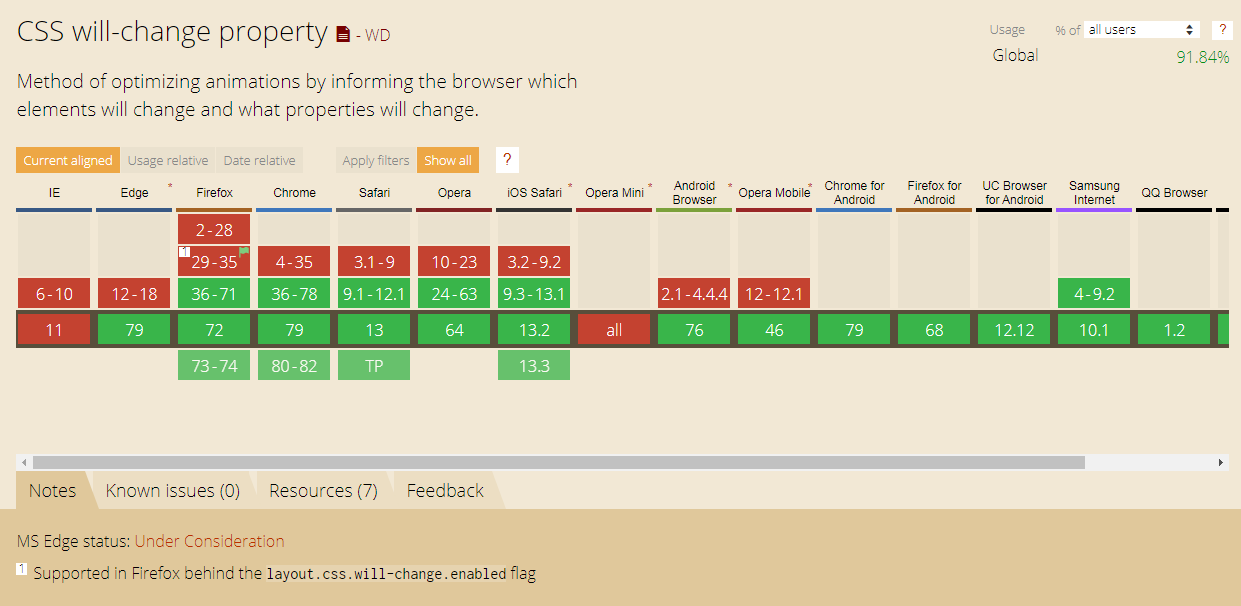 CSS will-change property - WD
Usage % of all users ?
Global 91.84%
Method of optimizing animations by informing the browser which
elements will change and what properties will change.
Current aligned Usage relative Date relative Apply filters Show all ?
IE Edge * Firefox Chrome Safari Opera iOS Safari * Opera Mini * Android Browser * Opera Mobile * Chrome for Android Firefox for Android UC Browser for Android Samsung Internet QQ Browser
2-28
1 29-35 4-35 3.1-9 10-23 3.2-9.2
6-10 12-18 36-71 36-78 9.1-12.1 24-63 9.3-13.1 2.1-4.4.4 12-12.1 4-9.2
11 79 72 79 13 64 13.2 all 76 46 79 68 12.12 10.1 1.2
73-74 80-82 TP 13.3
Notes Known issues (0) Resources (7) Feedback
MS Edge status: Under Consideration
1 Supported in Firefox behind the layout.css.will-change.enabled flag